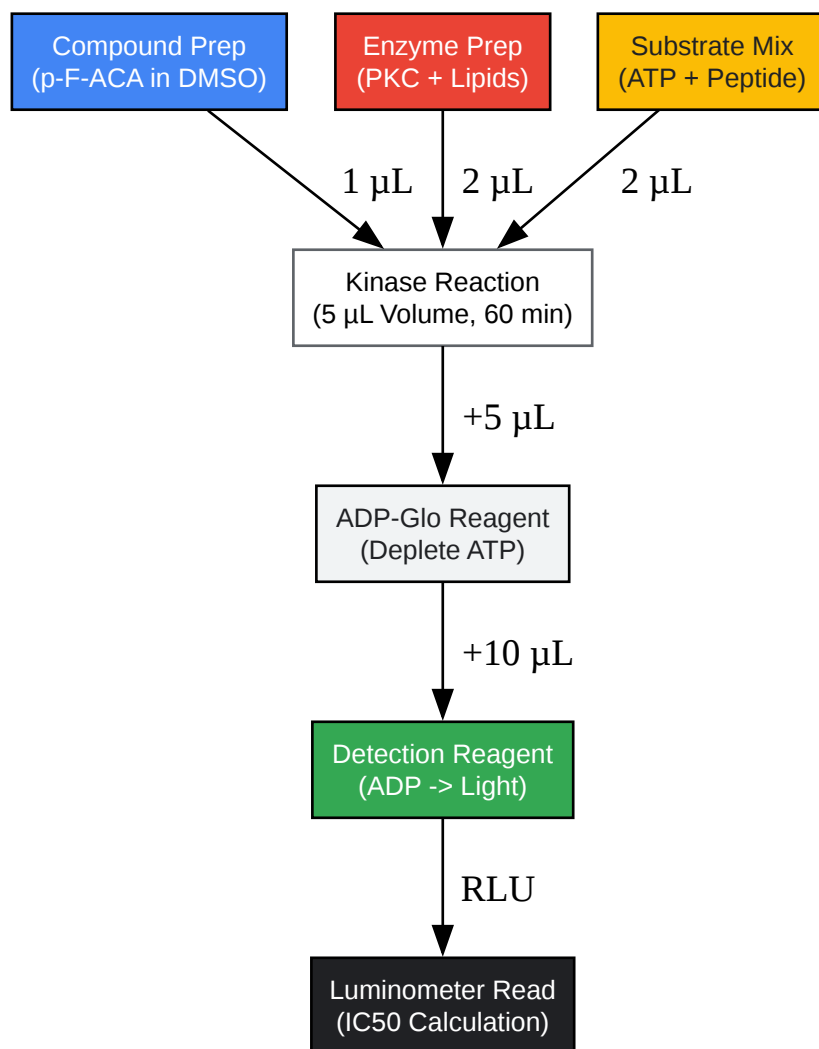 Compound Prep
(p-F-ACA in DMSO)
Enzyme Prep
(PKC + Lipids)
Substrate Mix
(ATP + Peptide)
1 µL
2 µL
2 µL
Kinase Reaction
(5 µL Volume, 60 min)
+5 µL
ADP-Glo Reagent
(Deplete ATP)
+10 µL
Detection Reagent
(ADP -> Light)
RLU
Luminometer Read
(IC50 Calculation)